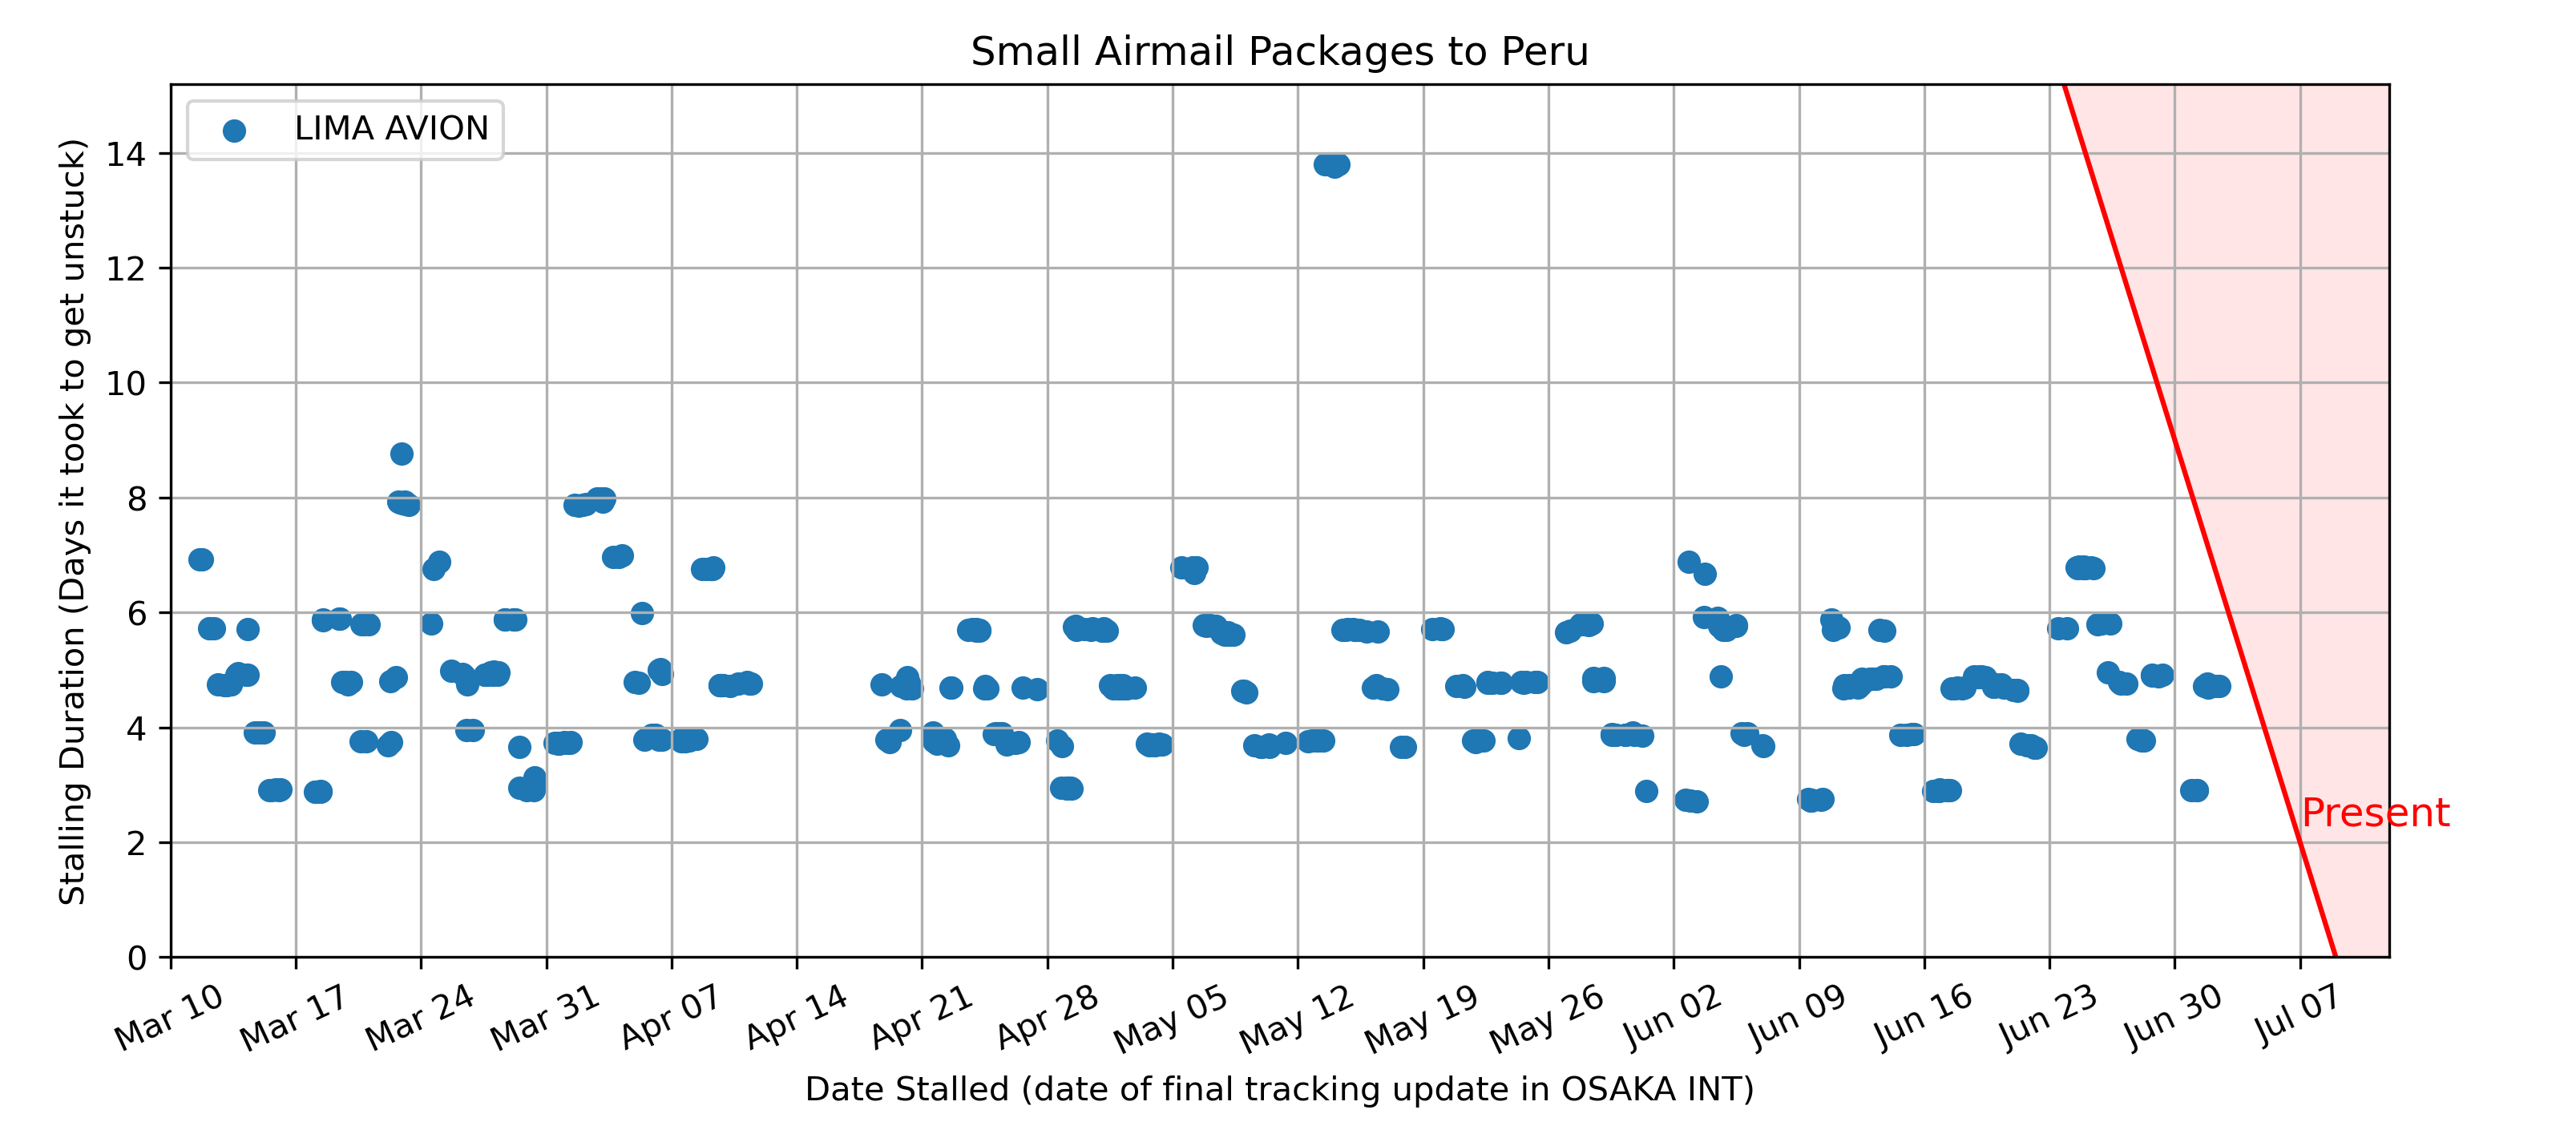 Small Airmail Packages to Peru
LIMA AVION
Stalling Duration (Days it took to get unstuck)
14
12
10
8
6
4
2
0
Present
Mar 10
Mar 17
Mar 24
Mar 31
Apr 07
Apr 14
Apr 21
Apr 28
May 05
May 12
May 19
May 26
Jun 02
Jun 09
Jun 16
Jun 23
Jun 30
Jul 07
Date Stalled (date of final tracking update in OSAKA INT)